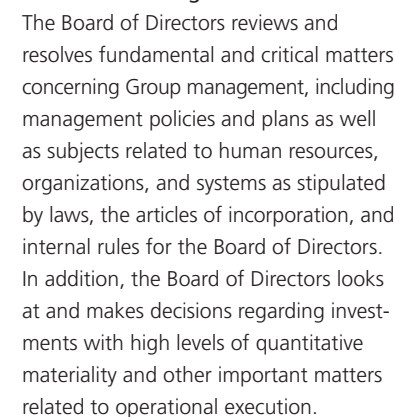 The Board of Directors reviews and
resolves fundamental and critical matters
concerning Group management, including
management policies and plans as well
as subjects related to human resources,
organizations, and systems as stipulated
by laws, the articles of incorporation, and
internal rules for the Board of Directors.
In addition, the Board of Directors looks
at and makes decisions regarding invest-
ments with high levels of quantitative
materiality and other important matters
related to operational execution.